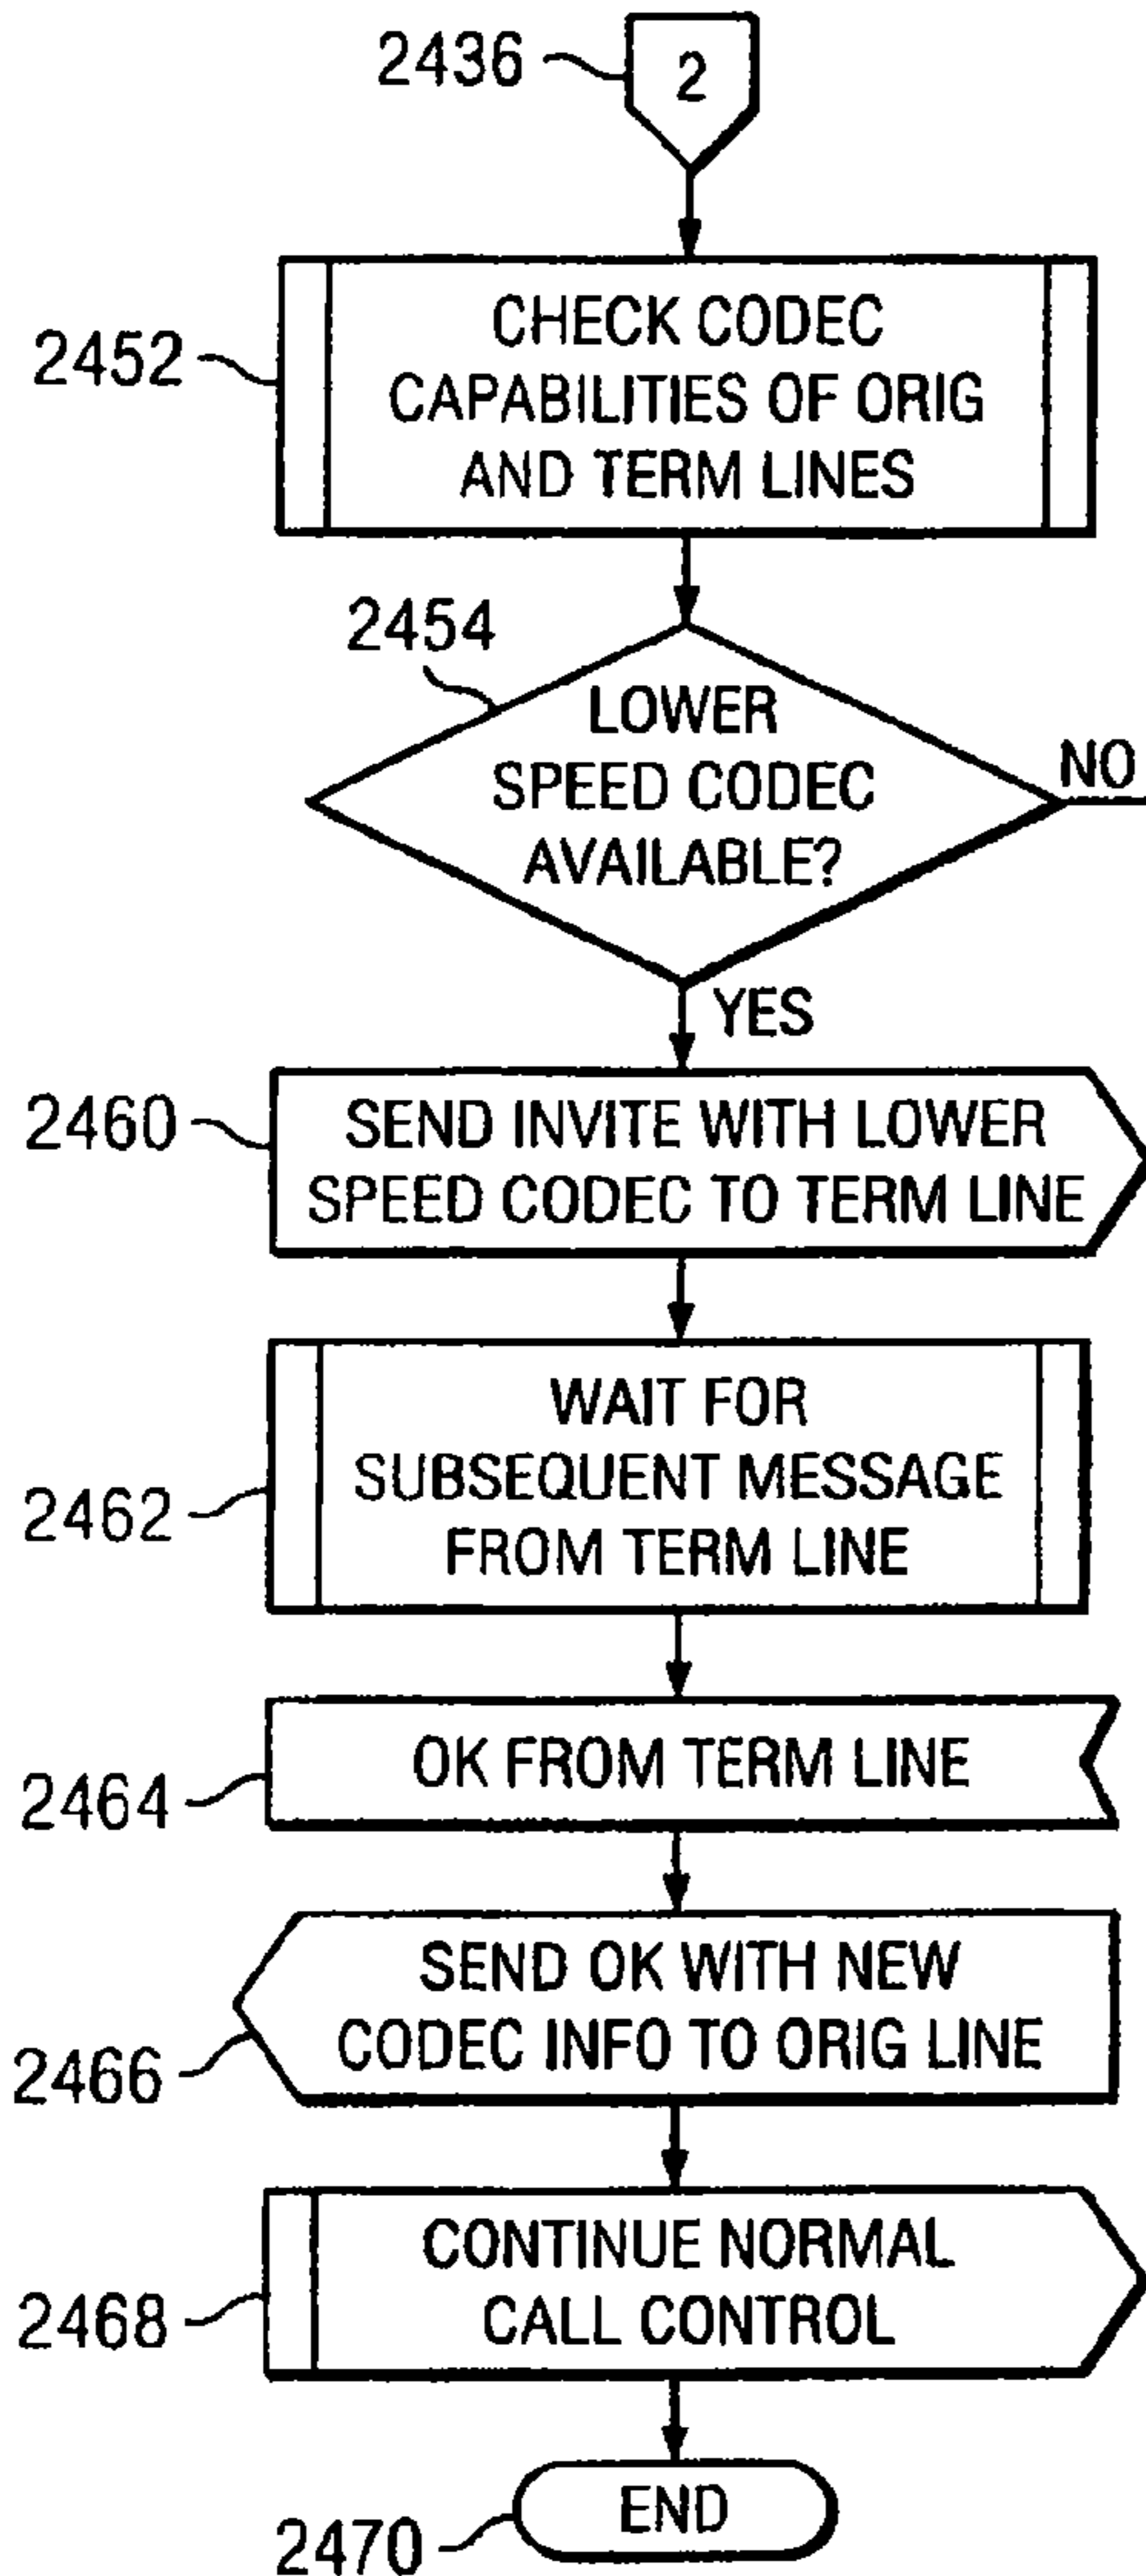 2436
2
2452
CHECK CODEC
CAPABILITIES OF ORIG
AND TERM LINES
2454
LOWER
SPEED CODEC
AVAILABLE?
NO
YES
2460
SEND INVITE WITH LOWER
SPEED CODEC TO TERM LINE
2462
WAIT FOR
SUBSEQUENT MESSAGE
FROM TERM LINE
2464
OK FROM TERM LINE
2466
SEND OK WITH NEW
CODEC INFO TO ORIG LINE
2468
CONTINUE NORMAL
CALL CONTROL
2470
END